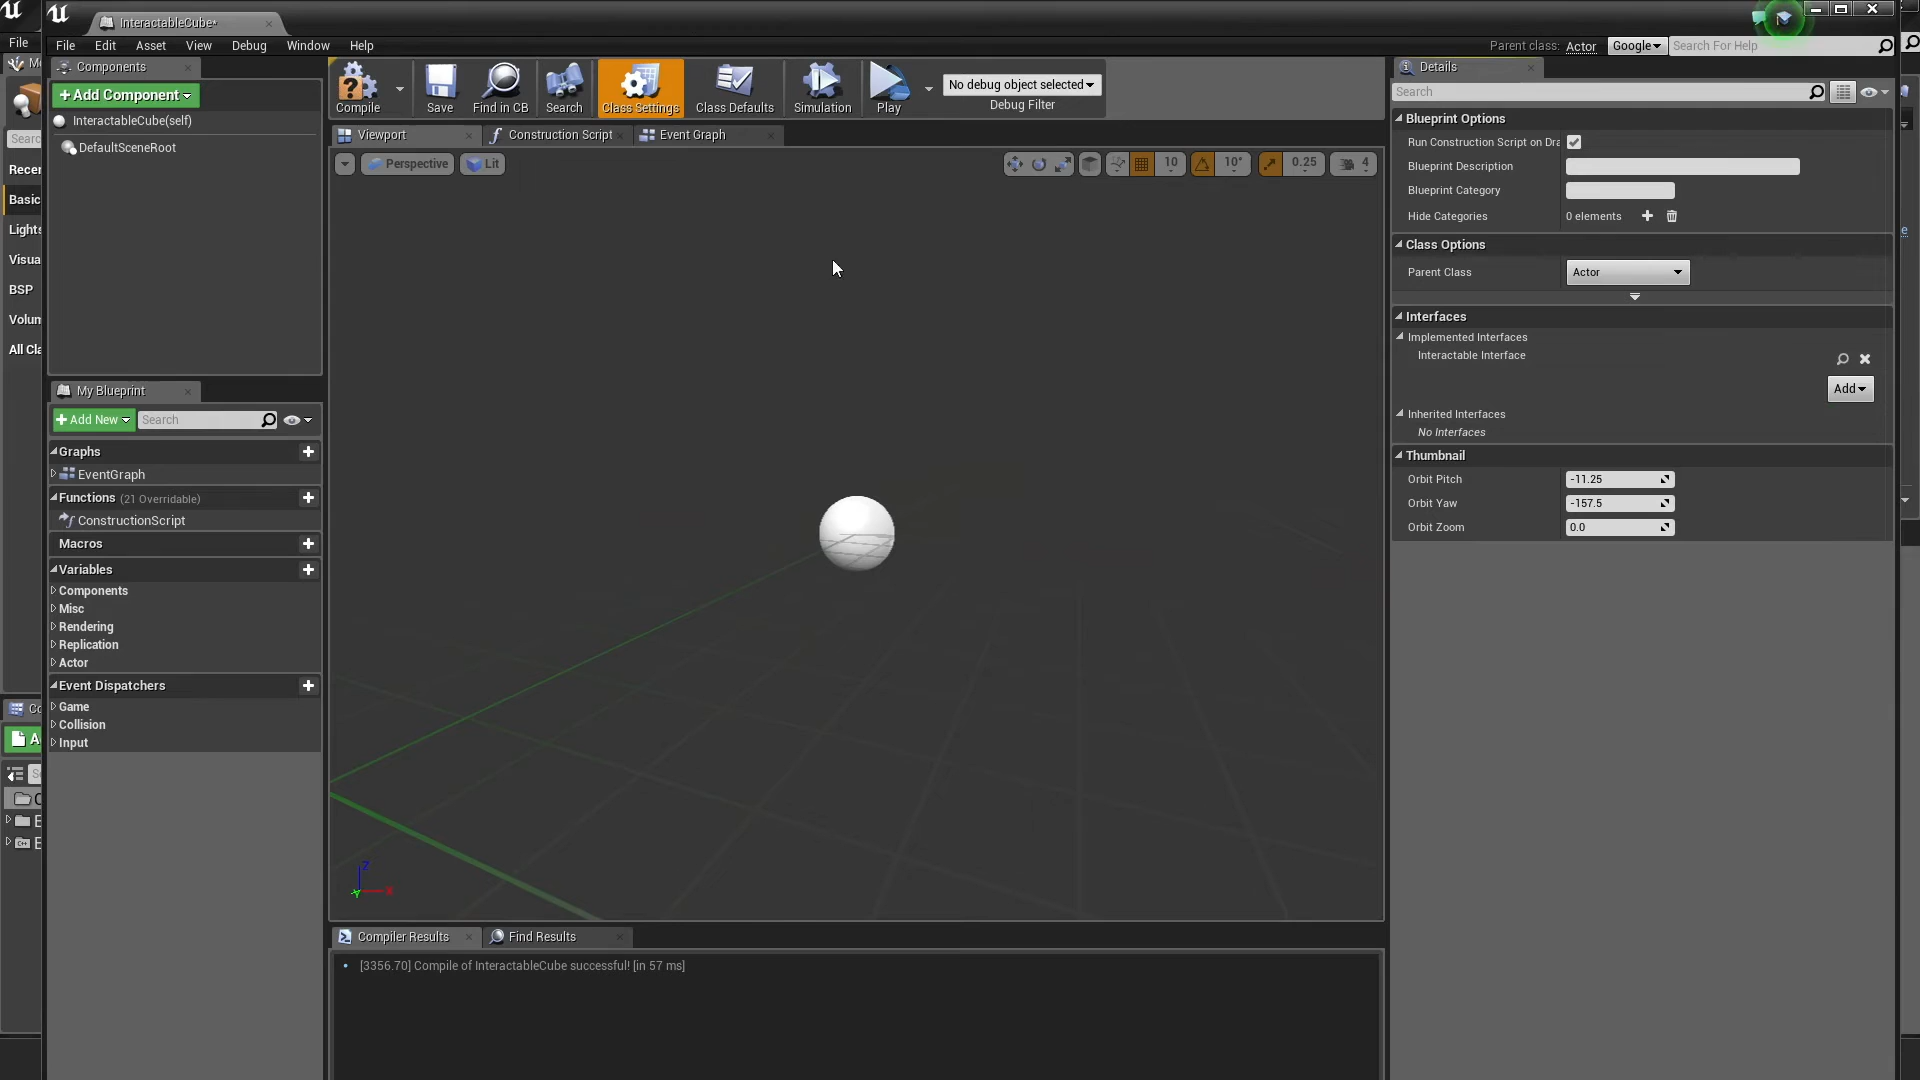 InteractableCube*
File
File Edit Asset View Debug Window Help
Parent class: Actor
Google
Search For Help
Components
Add Component
InteractableCube(self)
DefaultSceneRoot
Recen
Basic
Lights
Visua
BSP
Volum
All Cla
Compile
Save
Find in CB
Search
Class Settings
Class Defaults
Simulation
Play
No debug object selected
Debug Filter
Viewport
Construction Script
Event Graph
Perspective
Lit
10
10°
0.25
4
My Blueprint
Add New
Search
Graphs
EventGraph
Functions (21 Overridable)
ConstructionScript
Macros
Variables
Components
Misc
Rendering
Replication
Actor
Event Dispatchers
Game
Collision
Input
Z
X
Y
Compiler Results
Find Results
[3356.70] Compile of InteractableCube successful! [in 57 ms]
Details
Search
Blueprint Options
Run Construction Script on Dra
Blueprint Description
Blueprint Category
Hide Categories
0 elements
Class Options
Parent Class
Actor
Interfaces
Implemented Interfaces
Interactable Interface
Add
Inherited Interfaces
No Interfaces
Thumbnail
Orbit Pitch
-11.25
Orbit Yaw
-157.5
Orbit Zoom
0.0